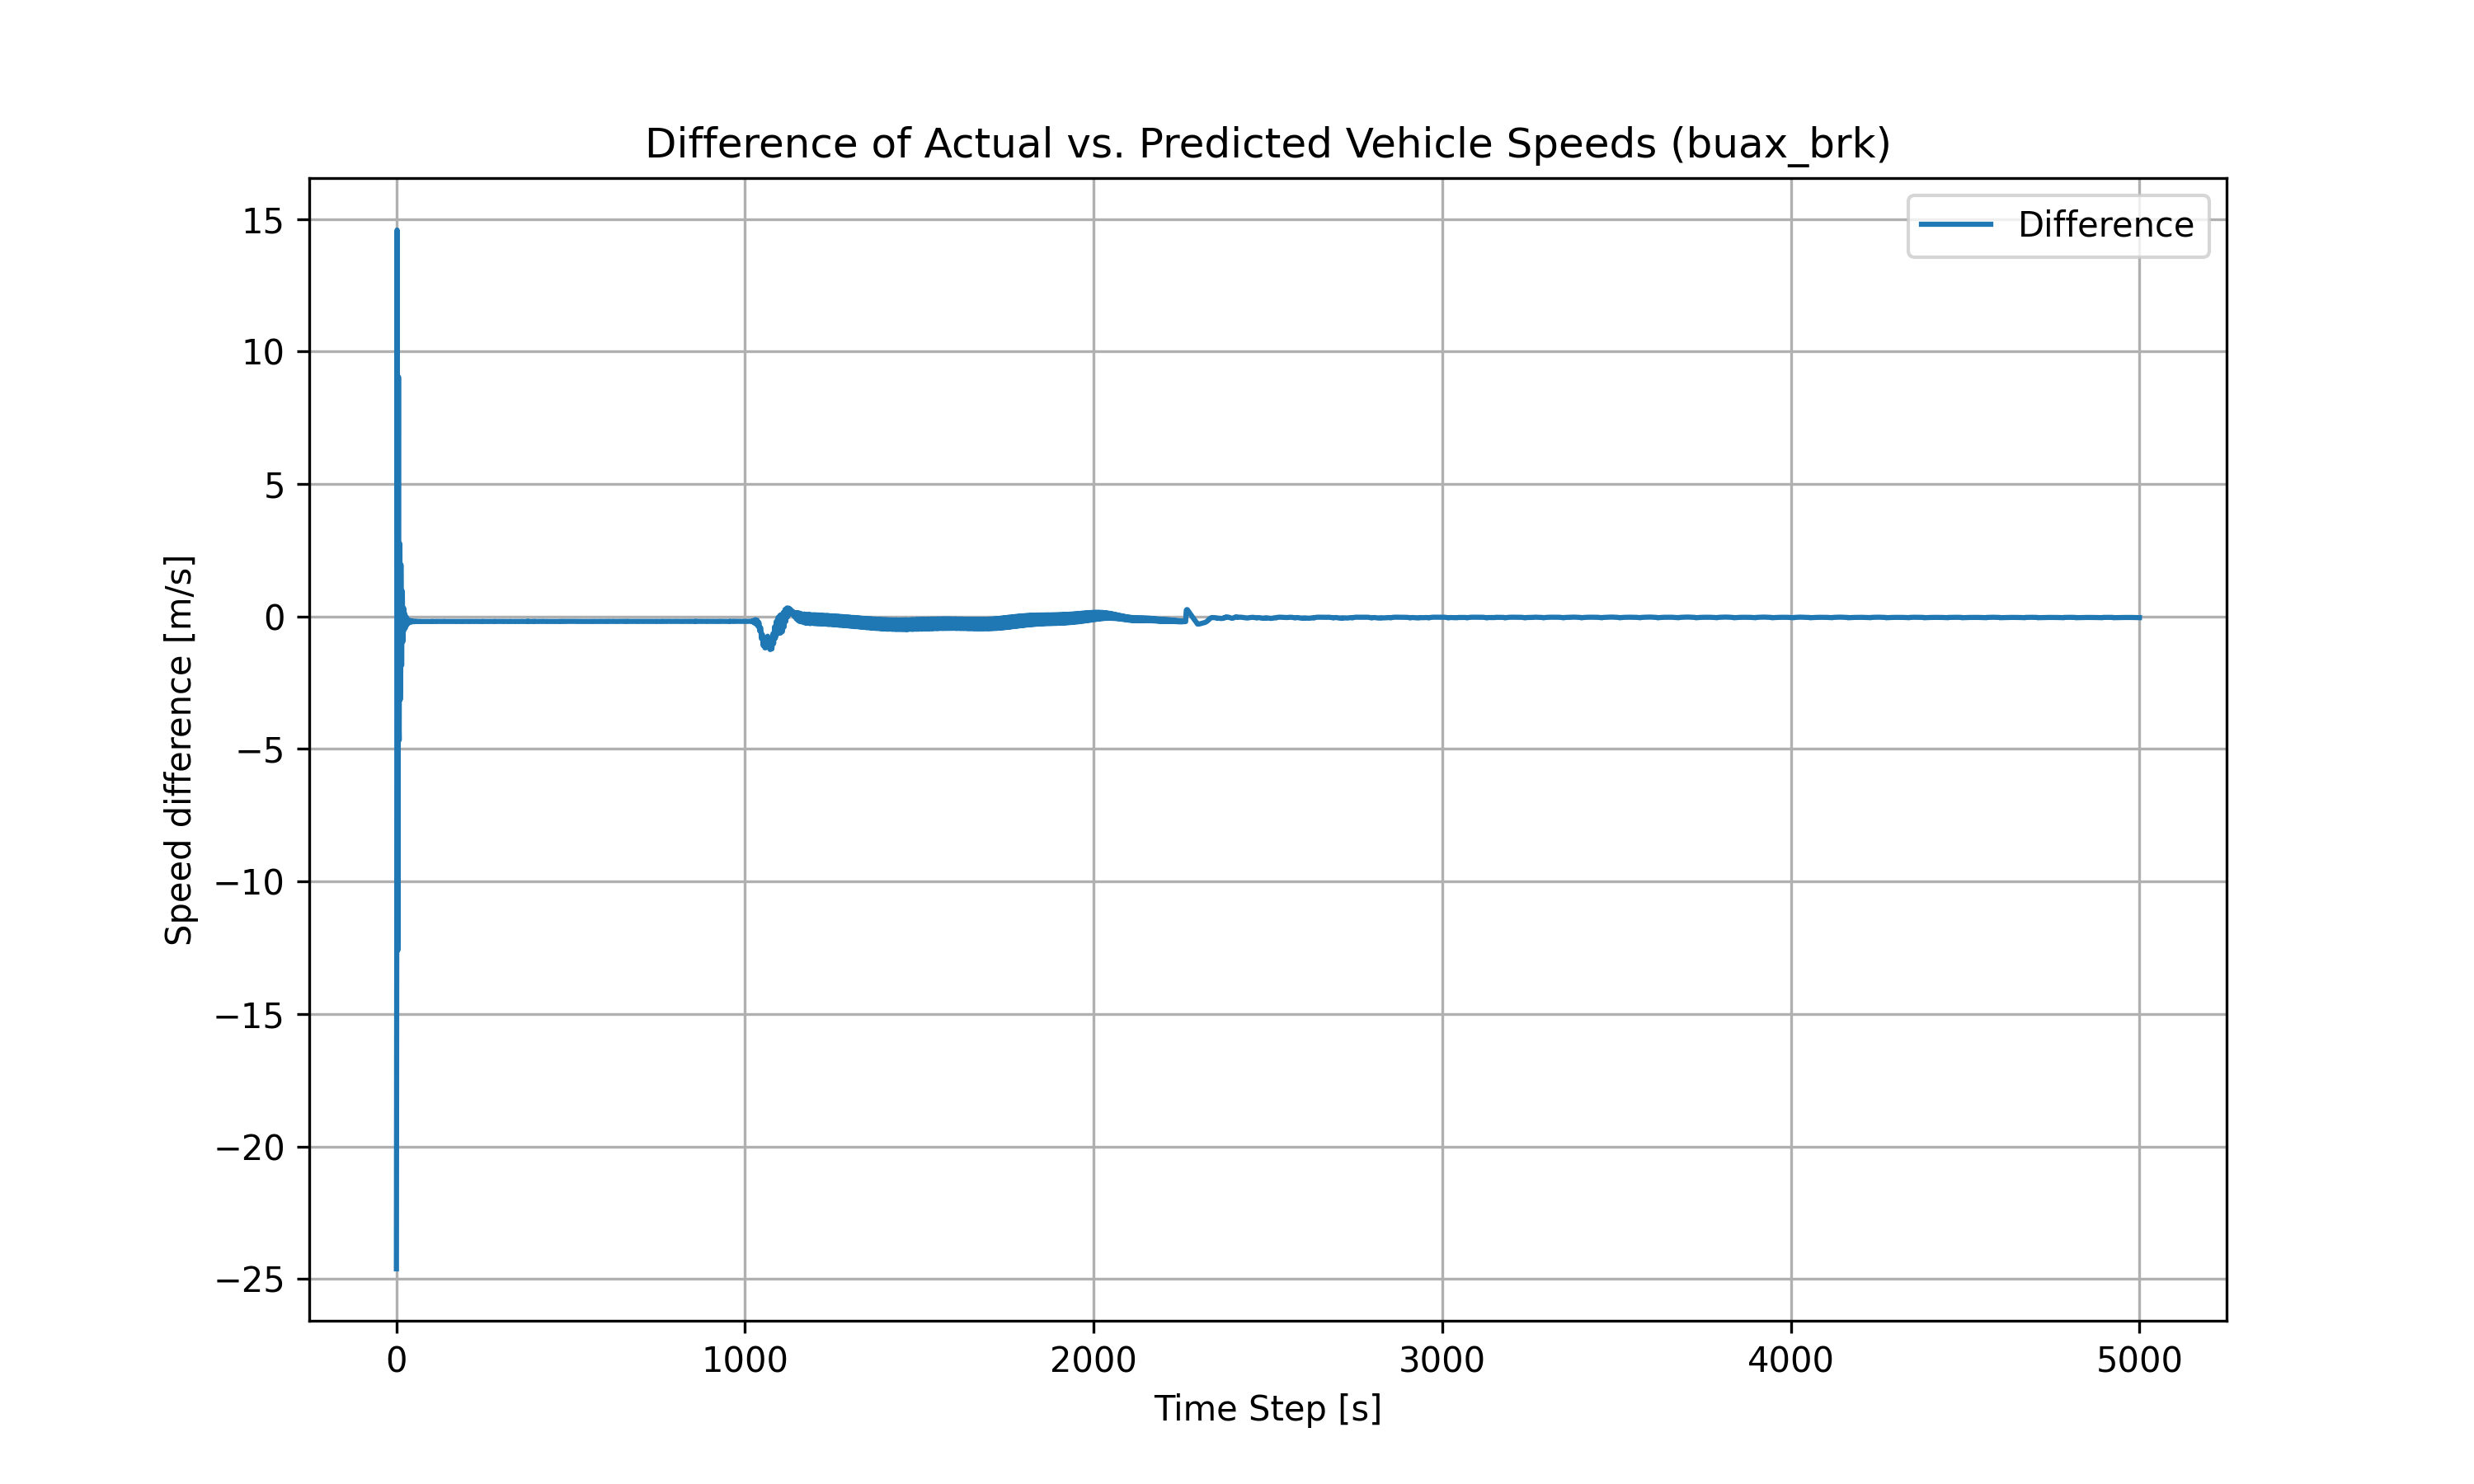 Difference of Actual vs. Predicted Vehicle Speeds (buax_brk)
Difference
15
10
5
0
−5
−10
−15
−20
−25
Speed difference [m/s]
0 1000 2000 3000 4000 5000
Time Step [s]